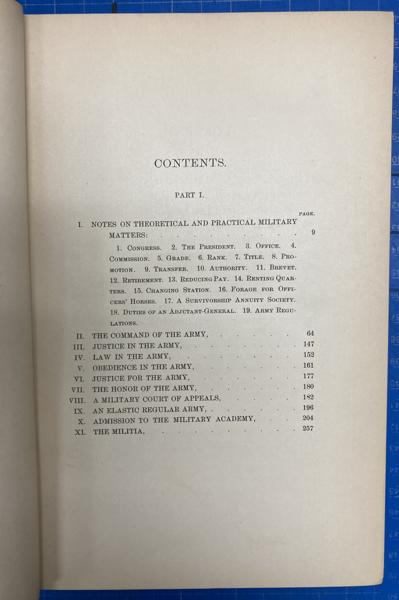 CONTENTS.
PART I.
PAGE.
I. NOTES ON THEORETICAL AND PRACTICAL MILITARY
MATTERS: . . . . . . . . . . 9
1. Congress. 2. The President. 3. Office. 4.
Commission. 5. Grade. 6. Rank. 7. Title. 8. Pro-
motion. 9. Transfer. 10. Authority. 11. Brevet.
12. Retirement. 13. Reducing Pay. 14. Renting Quar-
ters. 15. Changing Station. 16. Forage for Offi-
cers' Horses. 17. A Survivorship Annuity Society.
18. Duties of an Adjutant-General. 19. Army Regu-
lations.
II. THE COMMAND OF THE ARMY, . . . . . 64
III. JUSTICE IN THE ARMY, . . . . . . 147
IV. LAW IN THE ARMY, . . . . . . . 152
V. OBEDIENCE IN THE ARMY, . . . . . . 161
VI. JUSTICE FOR THE ARMY, . . . . . . 177
VII. THE HONOR OF THE ARMY, . . . . . . 180
VIII. A MILITARY COURT OF APPEALS, . . . . 182
IX. AN ELASTIC REGULAR ARMY, . . . . . 196
X. ADMISSION TO THE MILITARY ACADEMY, . . . 204
XI. THE MILITIA, . . . . . . . . 257